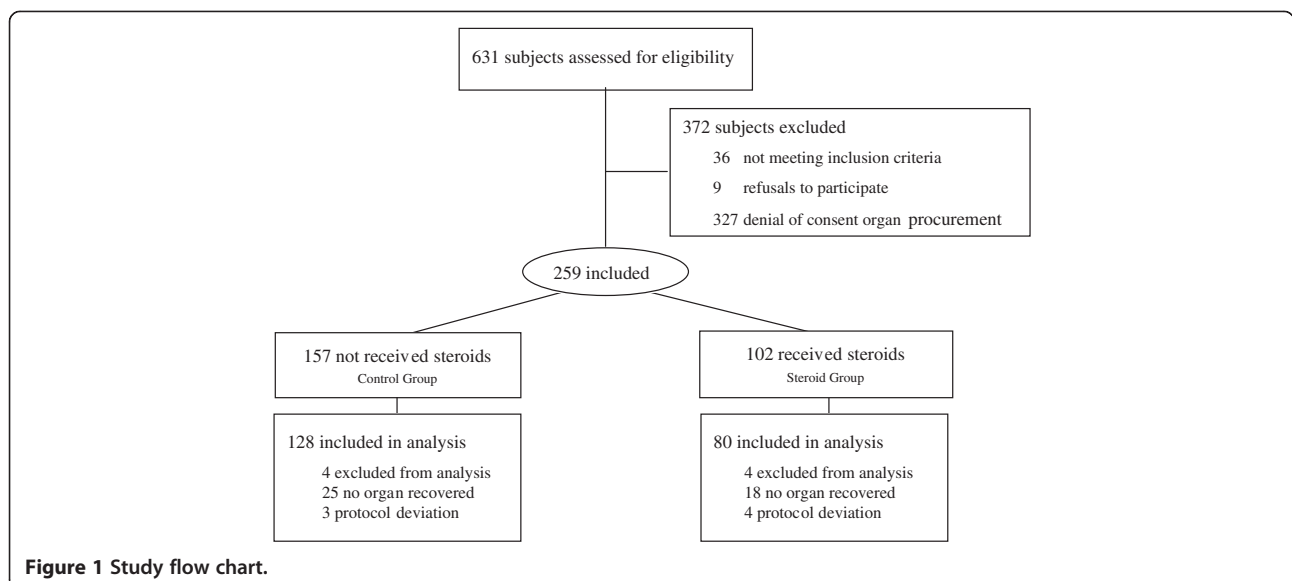 631 subjects assessed for eligibility
372 subjects excluded
36 not meeting inclusion criteria
9 refusals to participate
327 denial of consent organ procurement
259 included
157 not received steroids
Control Group
102 received steroids
Steroid Group
128 included in analysis
4 excluded from analysis
25 no organ recovered
3 protocol deviation
80 included in analysis
4 excluded from analysis
18 no organ recovered
4 protocol deviation
Figure 1 Study flow chart.